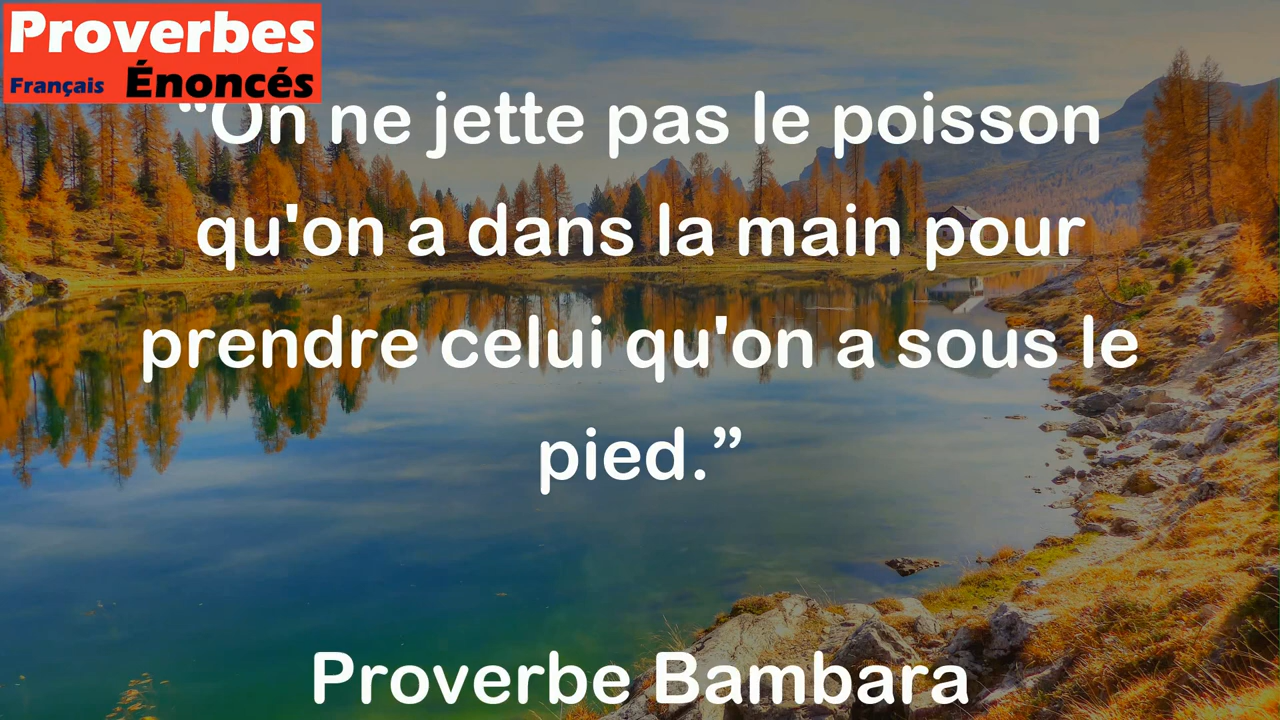 Proverbes
Français Énoncés
“On ne jette pas le poisson
qu'on a dans la main pour
prendre celui qu'on a sous le
pied.”
Proverbe Bambara